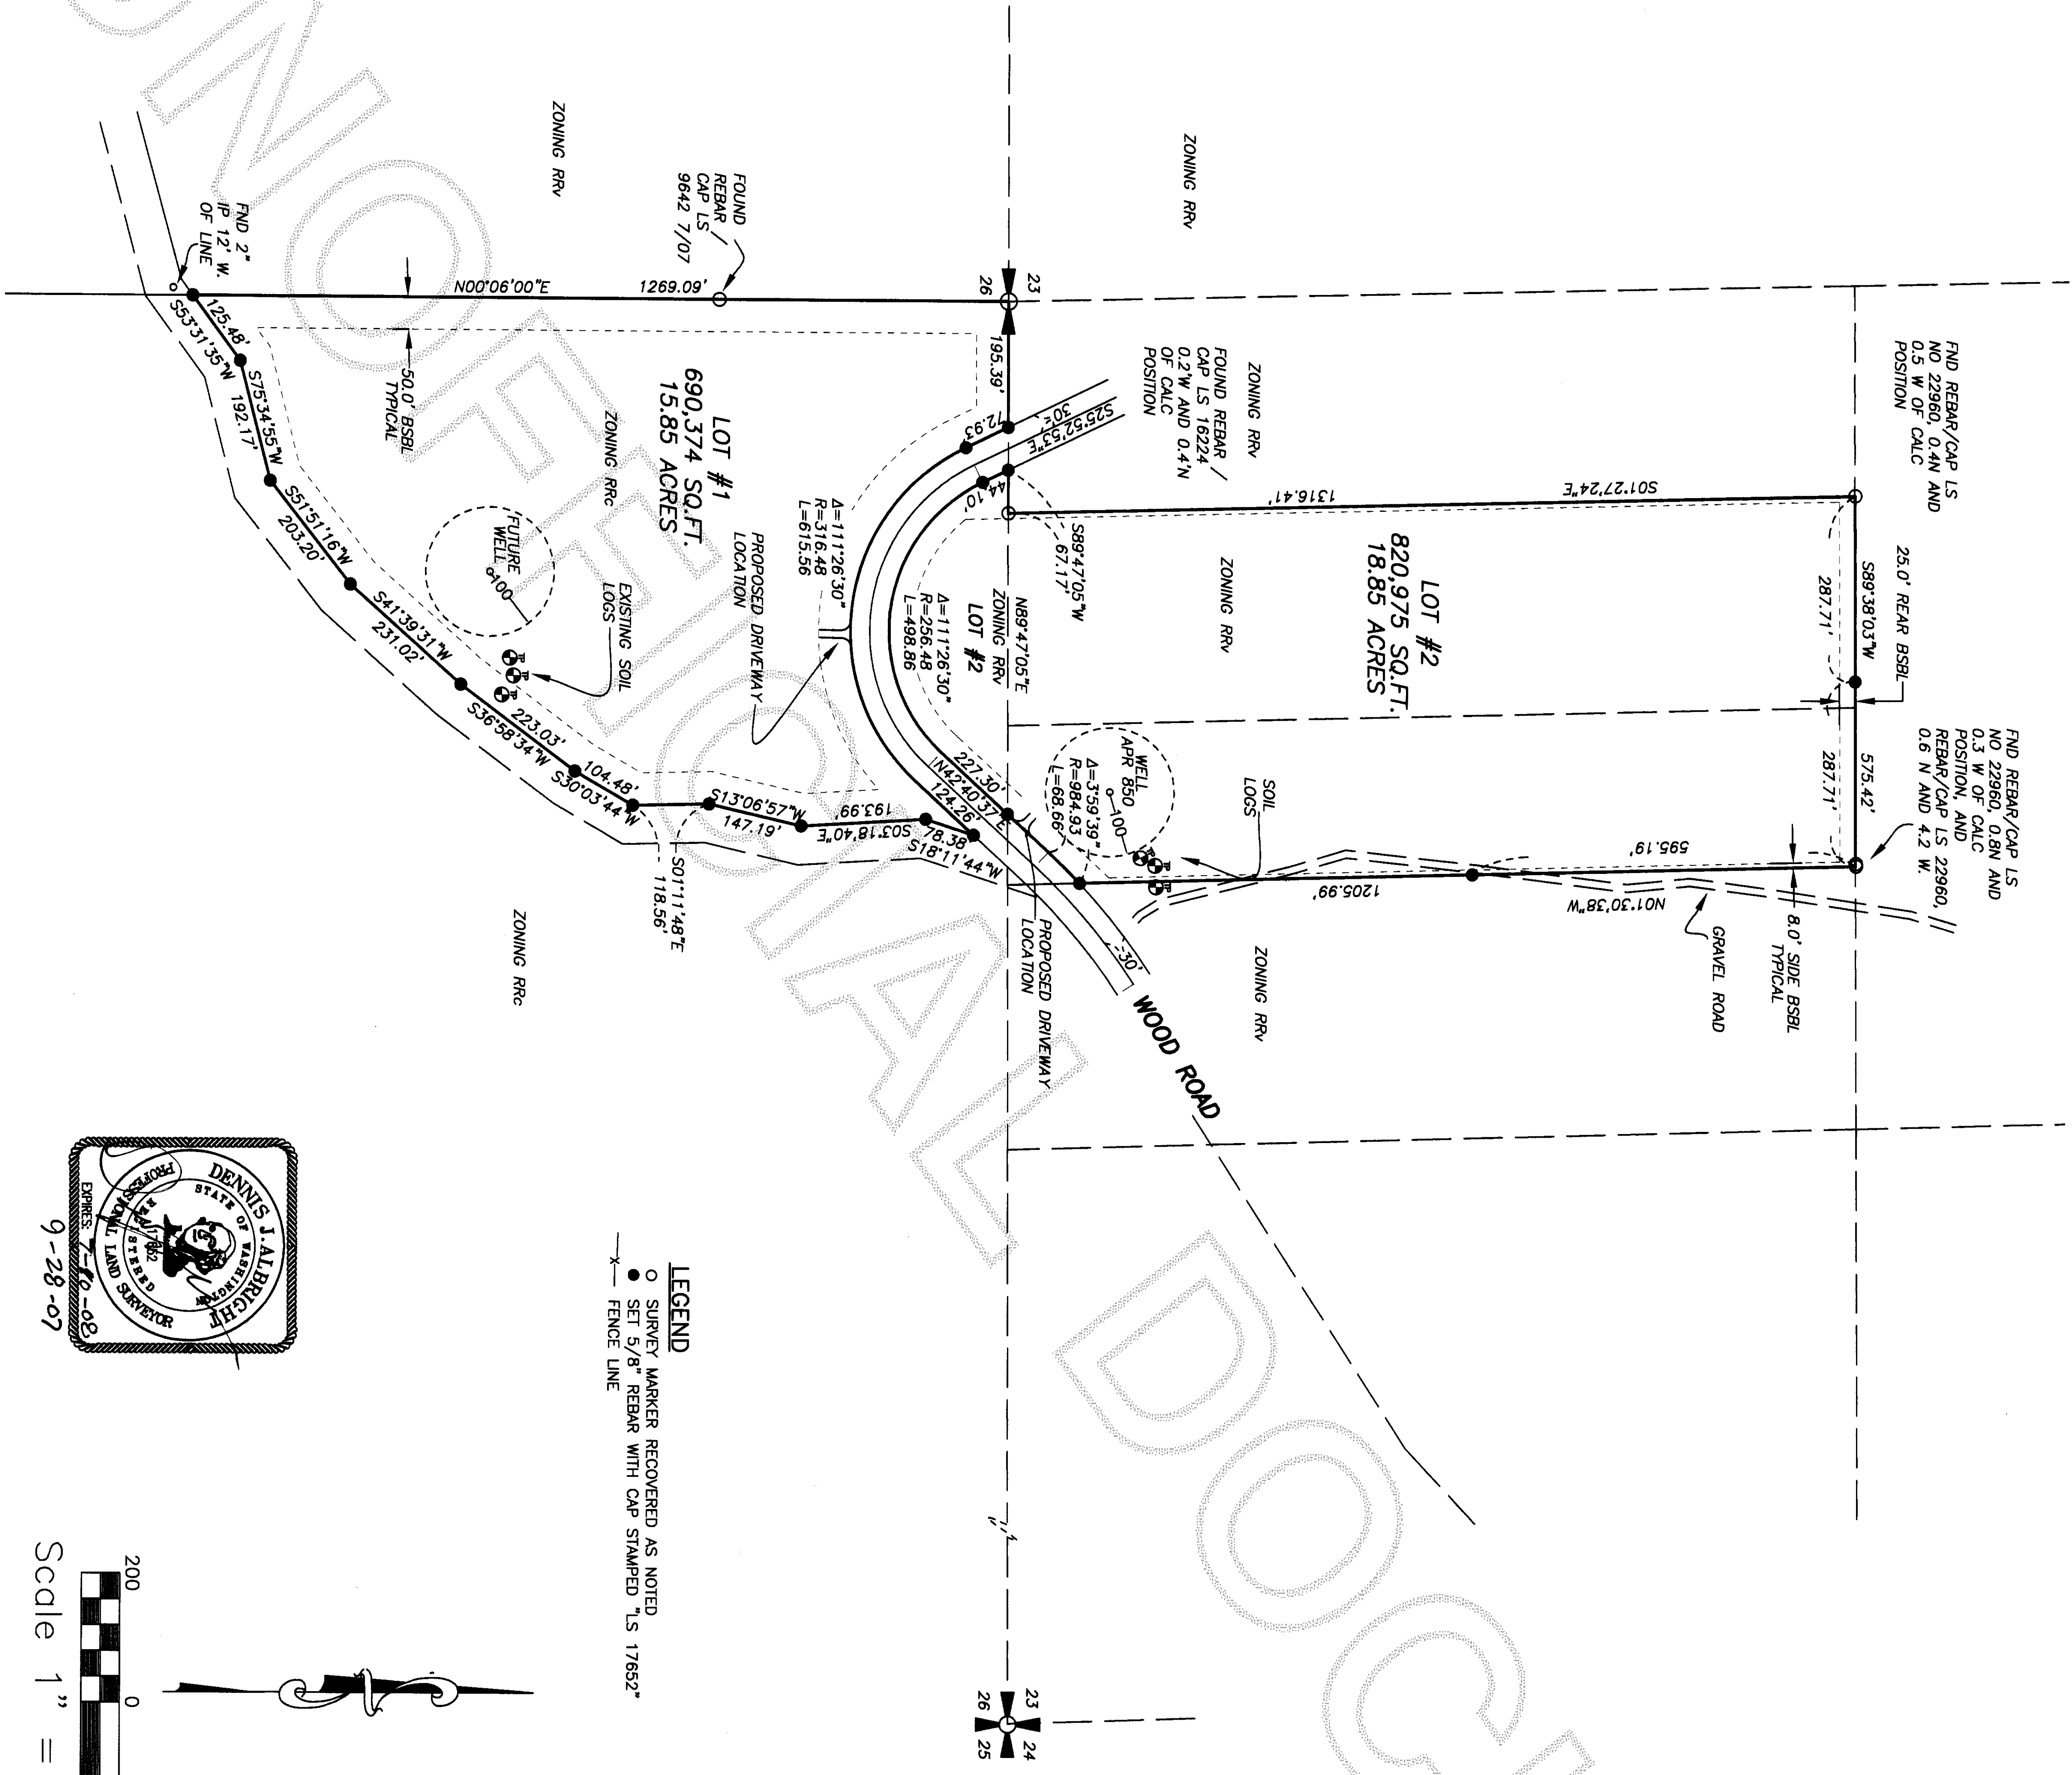 UNOFFICIAL DOC
FND REBAR/CAP LS
NO 22960, 0.4N AND
0.5 W OF CALC
POSITION
25.0' REAR BSBL
FND REBAR/CAP LS
NO 22960, 0.8N AND
0.3 W OF CALC
POSITION, AND
REBAR/CAP LS 22960,
0.6 N AND 4.2 W.
S89°38'03"W
575.42'
287.71'
287.71'
8.0' SIDE BSBL
TYPICAL
GRAVEL ROAD
S01°27'24"E
1316.41'
595.19'
N01°30'38"W
1205.99'
LOT #2
820,975 SQ.FT.
18.85 ACRES
ZONING RRv
ZONING RRv
ZONING RRv
ZONING RRv
FOUND REBAR /
CAP LS 16224
0.2'W AND 0.4'N
OF CALC
POSITION
SOIL
LOGS
TP
TP
TP
WELL
APR 850
100
Δ=3°59'39"
R=984.93
L=68.66
30'
S25°52'53"E
S89°47'05"W
67.17'
30'
WOOD ROAD
23
26
195.39'
N89°47'05"E
ZONING RRv
LOT #2
72.93'
44.10'
227.30'
N42°40'37"E
124.26'
PROPOSED DRIVEWAY
LOCATION
23
24
26
25
Δ=111°26'30"
R=256.48
L=498.86
Δ=111°26'30"
R=316.48
L=615.56
PROPOSED DRIVEWAY
LOCATION
FOUND
REBAR /
CAP LS
9642 7/07
1269.09'
N00°06'00"E
ZONING RRv
LOT #1
690,374 SQ.FT.
15.85 ACRES
ZONING RRc
EXISTING SOIL
LOGS
TP
TP
TP
FUTURE
WELL
100
50.0' BSBL
TYPICAL
78.38'
S18°11'44"W
193.99'
S03°18'40"E
S13°06'57"W
147.19'
S01°11'48"E
118.56'
104.48'
S30°03'44"W
223.03'
S36°58'34"W
S41°39'31"W
231.02'
S51°51'16"W
203.20'
S75°34'55"W
192.17'
125.48'
S53°31'35"W
FND 2"
IP 12' W.
OF LINE
ZONING RRc
LEGEND
SURVEY MARKER RECOVERED AS NOTED
SET 5/8" REBAR WITH CAP STAMPED "LS 17652"
x FENCE LINE
DENNIS J. ALBRIGHT
STATE OF WASHINGTON
17652
REGISTERED
PROFESSIONAL LAND SURVEYOR
EXPIRES:
9-28-07
200
0
Scale 1" =